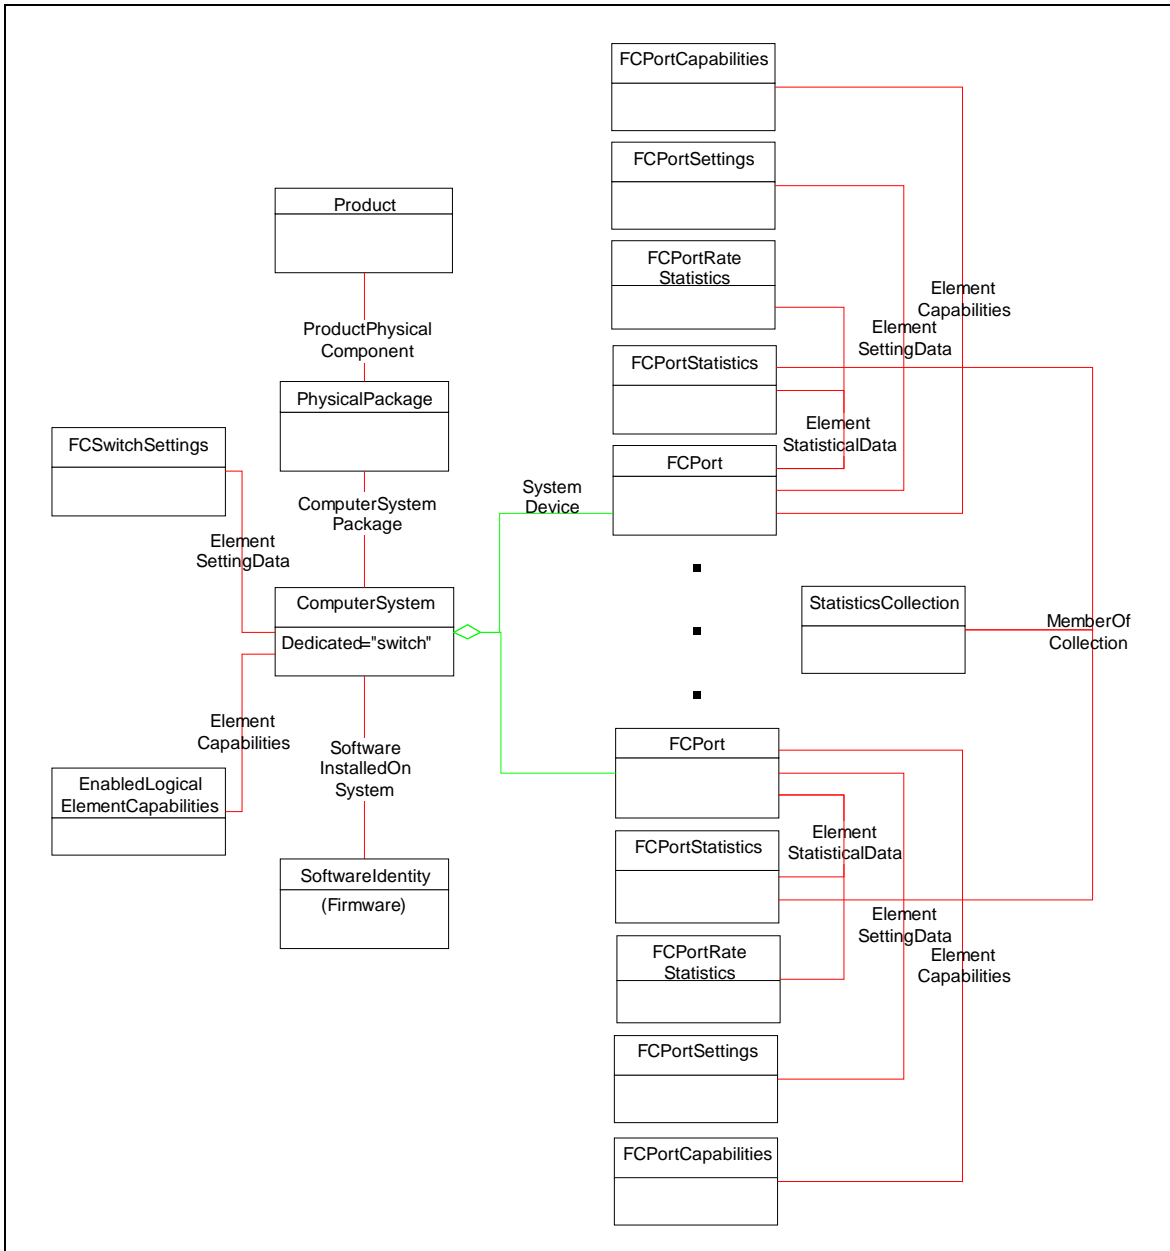 FCPortCapabilities
FCPortSettings
Product
FCPortRate
Statistics
Element
Capabilities
ProductPhysical
Component
Element
SettingData
FCPortStatistics
PhysicalPackage
Element
StatisticalData
FCSwitchSettings
FCPort
System
Device
ComputerSystem
Package
Element
SettingData
ComputerSystem
Dedicated="switch"
StatisticsCollection
MemberOf
Collection
Element
Capabilities
Software
InstalledOn
System
FCPort
EnabledLogical
ElementCapabilities
Element
StatisticalData
FCPortStatistics
SoftwareIdentity
(Firmware)
Element
SettingData
FCPortRate
Statistics
Element
Capabilities
FCPortSettings
FCPortCapabilities